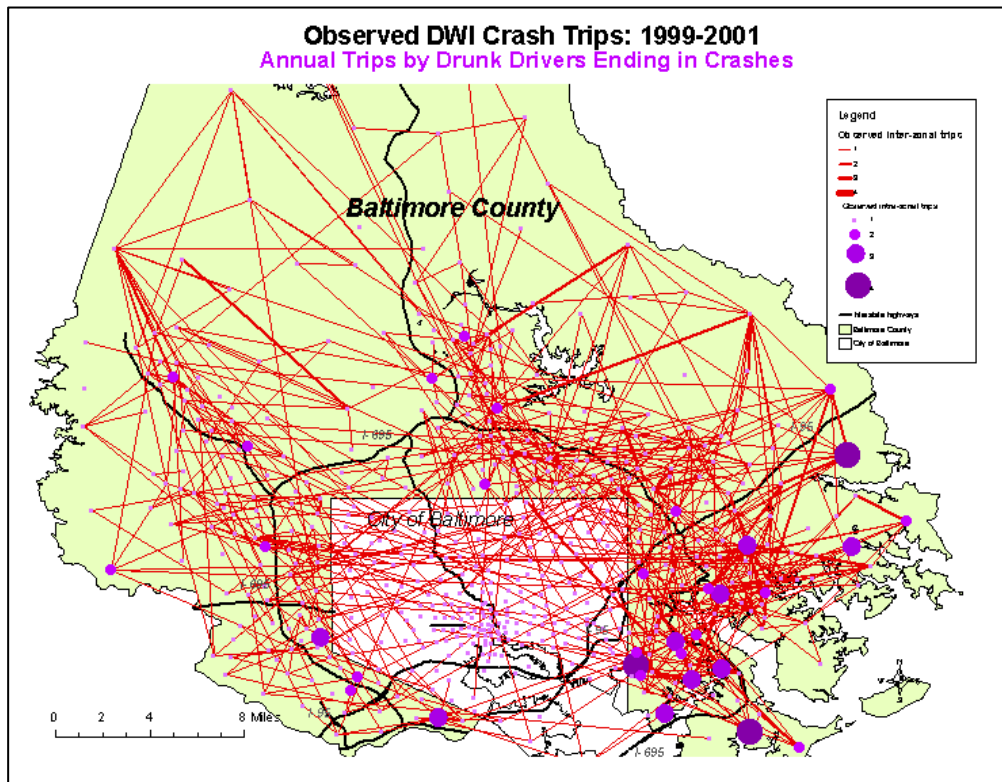 Observed DWI Crash Trips: 1999-2001
Annual Trips by Drunk Drivers Ending in Crashes
Legend
Observed inter-zonal trips
1
2
3
4
Observed intra-zonal trips
1
2
3
Interstate highways
Baltimore County
City of Baltimore
Baltimore County
I-695
City of Baltimore
0 4 8 Miles
I-695